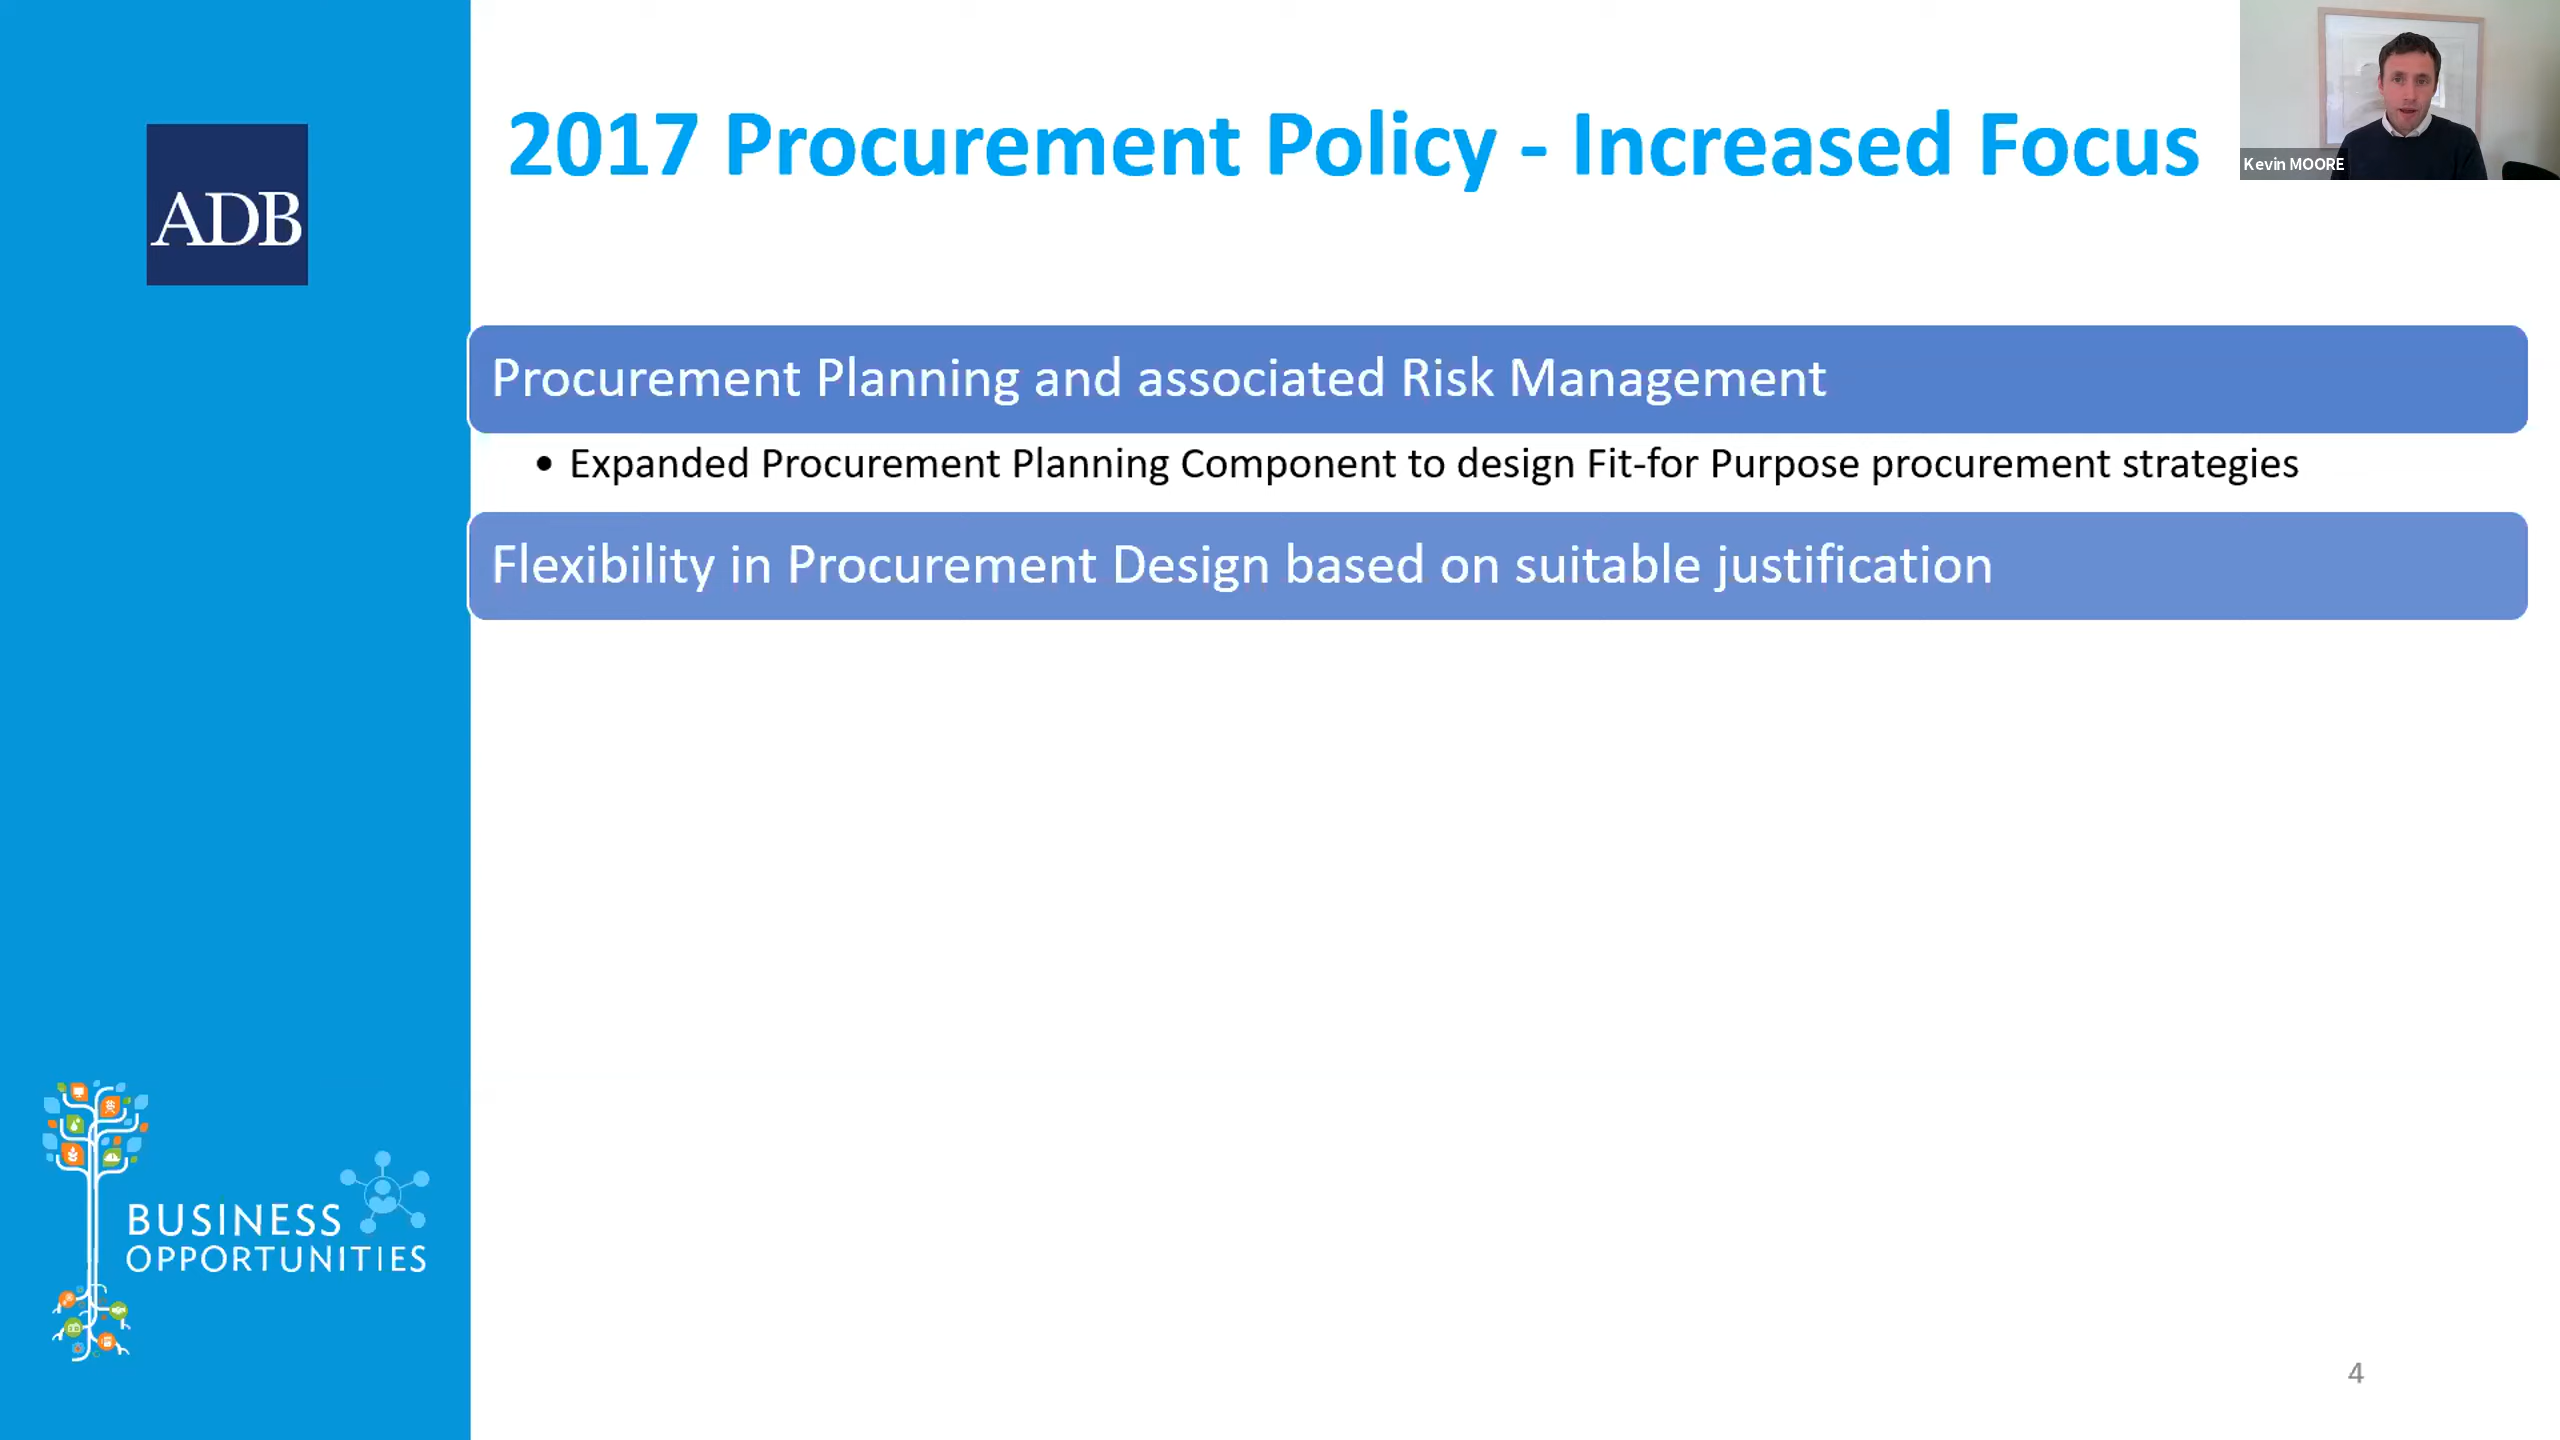 ADB
2017 Procurement Policy - Increased Focus
Kevin MOORE
Procurement Planning and associated Risk Management
• Expanded Procurement Planning Component to design Fit-for Purpose procurement strategies
Flexibility in Procurement Design based on suitable justification
BUSINESS
OPPORTUNITIES
4